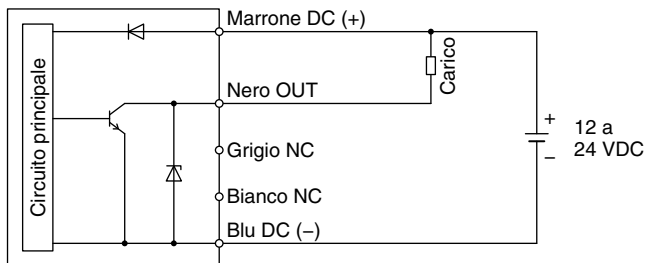 Marrone DC (+)
Circuito principale
Carico
Nero OUT
+
12 a
24 VDC
−
Grigio NC
Bianco NC
Blu DC (−)